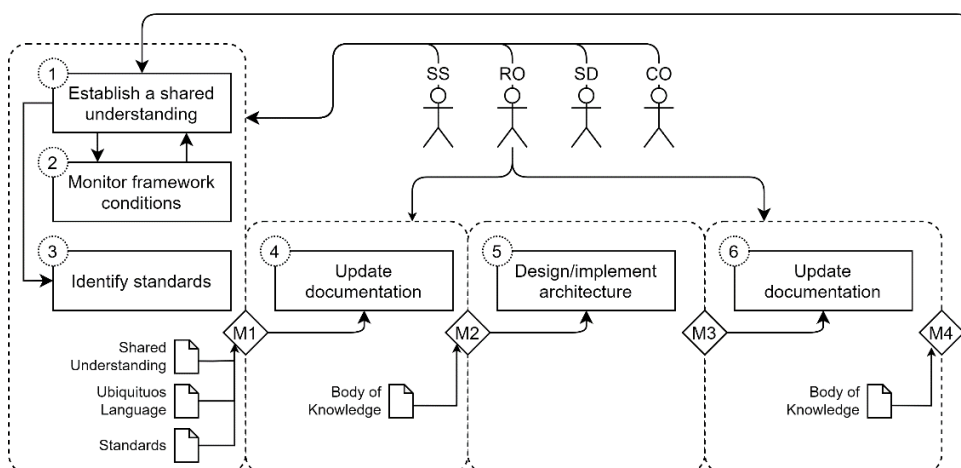 SS
RO
SD
CO
1
Establish a shared
understanding
2
Monitor framework
conditions
3
Identify standards
4
Update
documentation
5
Design/implement
architecture
6
Update
documentation
M1
M2
M3
M4
Shared
Understanding
Ubiquituos
Language
Standards
Body of
Knowledge
Body of
Knowledge